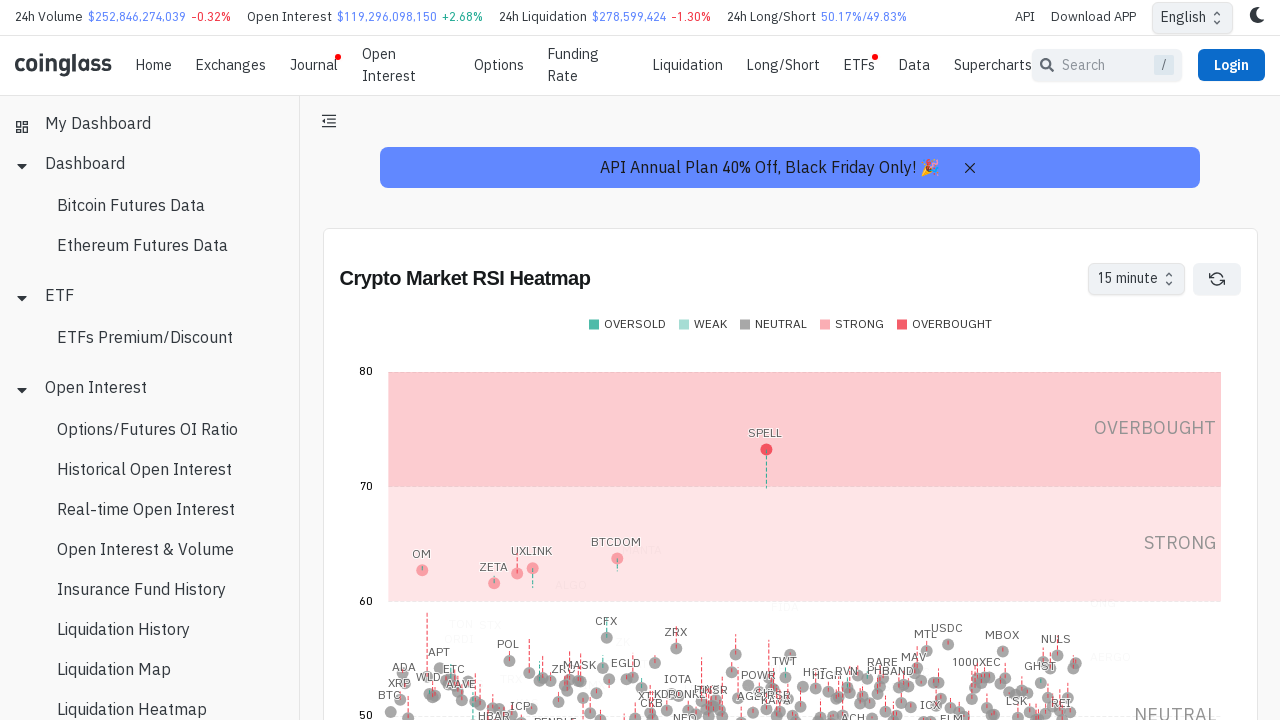 24h Volume $252,846,274,039 -0.32% Open Interest $119,296,098,150 +2.68% 24h Liquidation $278,599,424 -1.30% 24h Long/Short 50.17%/49.83% API Download APP English
coinglass Home Exchanges Journal Open Interest Options Funding Rate Liquidation Long/Short ETFs Data Supercharts Search / Login
My Dashboard
Dashboard
Bitcoin Futures Data
Ethereum Futures Data
ETF
ETFs Premium/Discount
Open Interest
Options/Futures OI Ratio
Historical Open Interest
Real-time Open Interest
Open Interest & Volume
Insurance Fund History
Liquidation History
Liquidation Map
Liquidation Heatmap
API Annual Plan 40% Off, Black Friday Only! 🎉
Crypto Market RSI Heatmap
15 minute
OVERSOLD WEAK NEUTRAL STRONG OVERBOUGHT
80
OVERBOUGHT
SPELL
70
STRONG
BTCDOM
UXLINK
OM
ZETA
60
CFX
ZRX
USDC
MTL
MBOX
NULS
POL
APT
MASK
EGLD
TWT
MAV
RARE
1000XEC
GHST
ADA
ETC
WLD
AAVE
XRP
IOTA
POWR
RVN
BTC
CKB
ICP
LSK
REI
ICX
50
HBAR
NEO
ACH
NEUTRAL